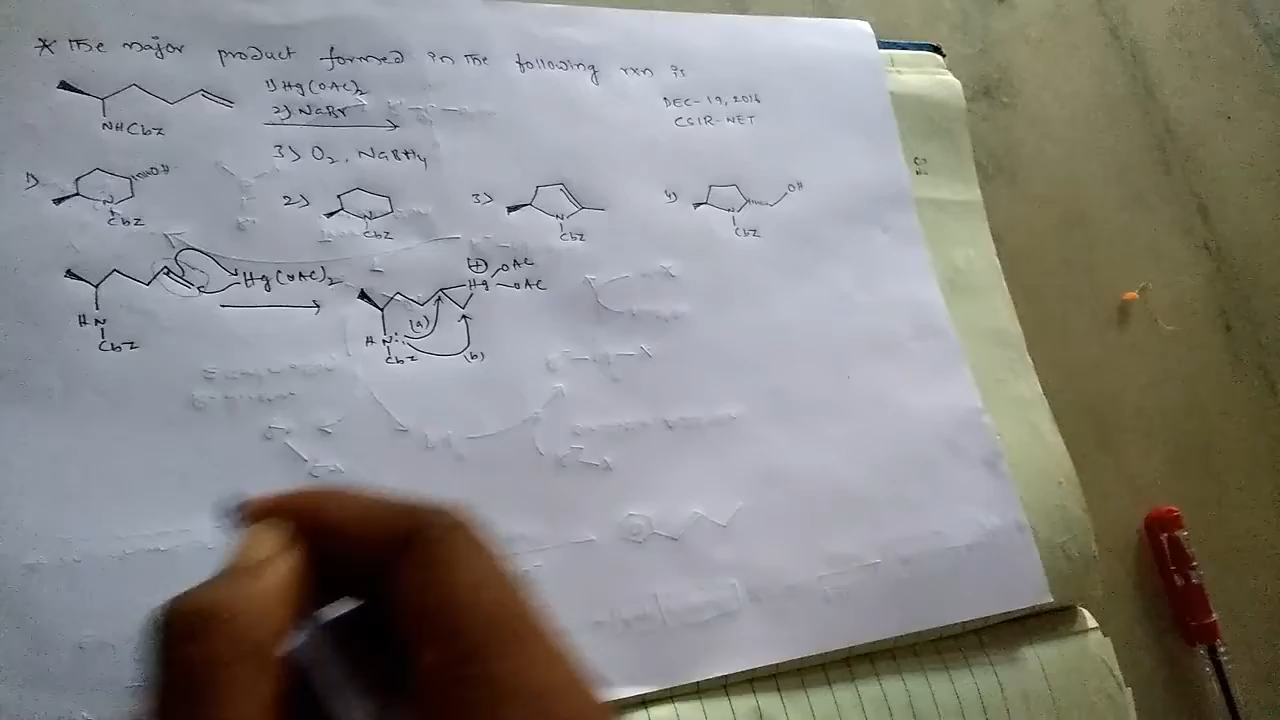 * The major product formed in the following rxn is
1) Hg(OAc)2
2) NaBr
3) O2, NaBH4
NHCbz
DEC-19, 2016
CSIR-NET
1) OH N Cbz
2) N Cbz
3) N Cbz
4) OH N Cbz
Hg(OAc)2
HN
Cbz
+ OAc
Hg OAc
(a)
HN:
Cbz
(b)